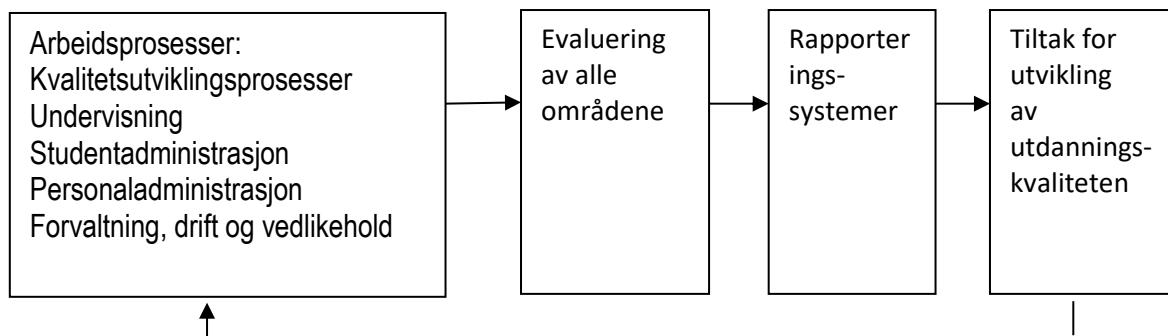 Arbeidsprosesser:
Kvalitetsutviklingsprosesser
Undervisning
Studentadministrasjon
Personaladministrasjon
Forvaltning, drift og vedlikehold
Evaluering
av alle
områdene
Rapporter
ings-
systemer
Tiltak for
utvikling
av
utdannings-
kvaliteten